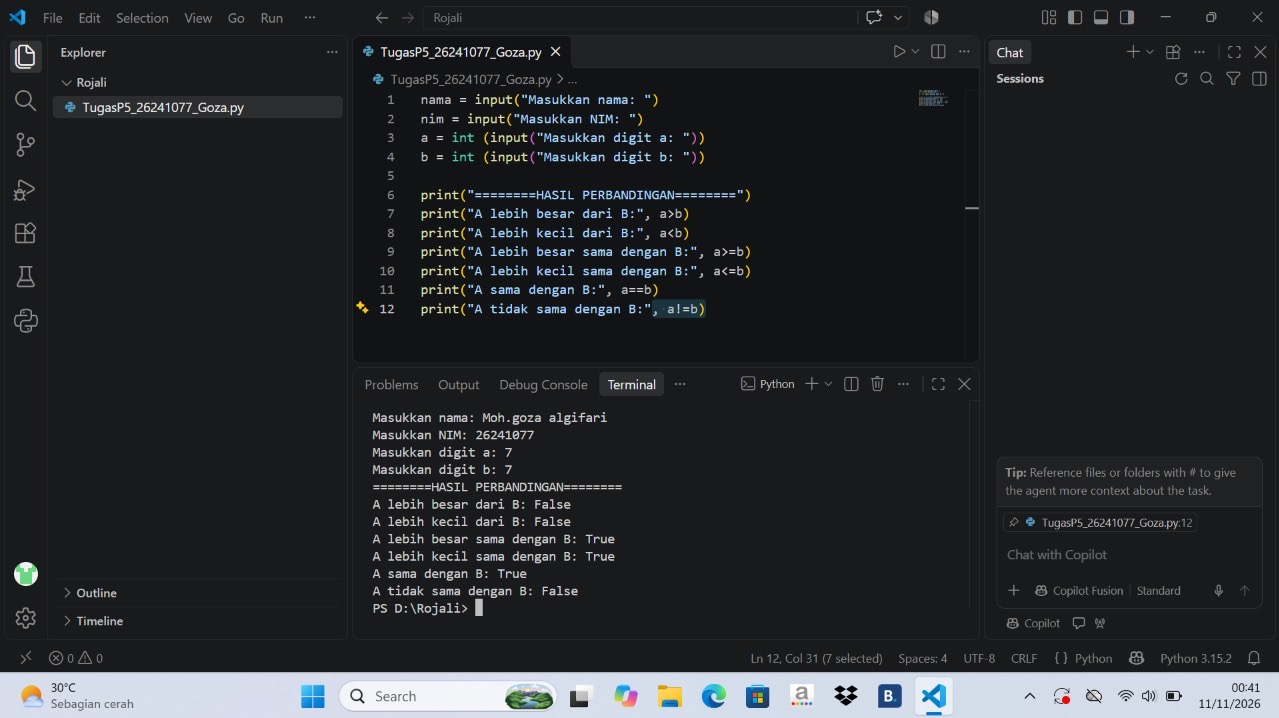 File Edit Selection View Go Run ··· Rojali
Explorer ···
Rojali
TugasP5_26241077_Goza.py
Outline
Timeline
TugasP5_26241077_Goza.py
TugasP5_26241077_Goza.py > ...
1 nama = input("Masukkan nama: ")
2 nim = input("Masukkan NIM: ")
3 a = int (input("Masukkan digit a: "))
4 b = int (input("Masukkan digit b: "))
5
6 print("========HASIL PERBANDINGAN========")
7 print("A lebih besar dari B:", a>b)
8 print("A lebih kecil dari B:", a<b)
9 print("A lebih besar sama dengan B:", a>=b)
10 print("A lebih kecil sama dengan B:", a<=b)
11 print("A sama dengan B:", a==b)
12 print("A tidak sama dengan B:", a!=b)
Problems Output Debug Console Terminal ··· Python
Masukkan nama: Moh.goza algifari
Masukkan NIM: 26241077
Masukkan digit a: 7
Masukkan digit b: 7
========HASIL PERBANDINGAN========
A lebih besar dari B: False
A lebih kecil dari B: False
A lebih besar sama dengan B: True
A lebih kecil sama dengan B: True
A sama dengan B: True
A tidak sama dengan B: False
PS D:\Rojali>
Chat
Sessions
Tip: Reference files or folders with # to give
the agent more context about the task.
TugasP5_26241077_Goza.py:12
Chat with Copilot
Copilot Fusion Standard
Copilot
0 0 Ln 12, Col 31 (7 selected) Spaces: 4 UTF-8 CRLF { } Python Python 3.15.2
30°C
Sebagian cerah
Search
a
B.
00:41
11/11/2026